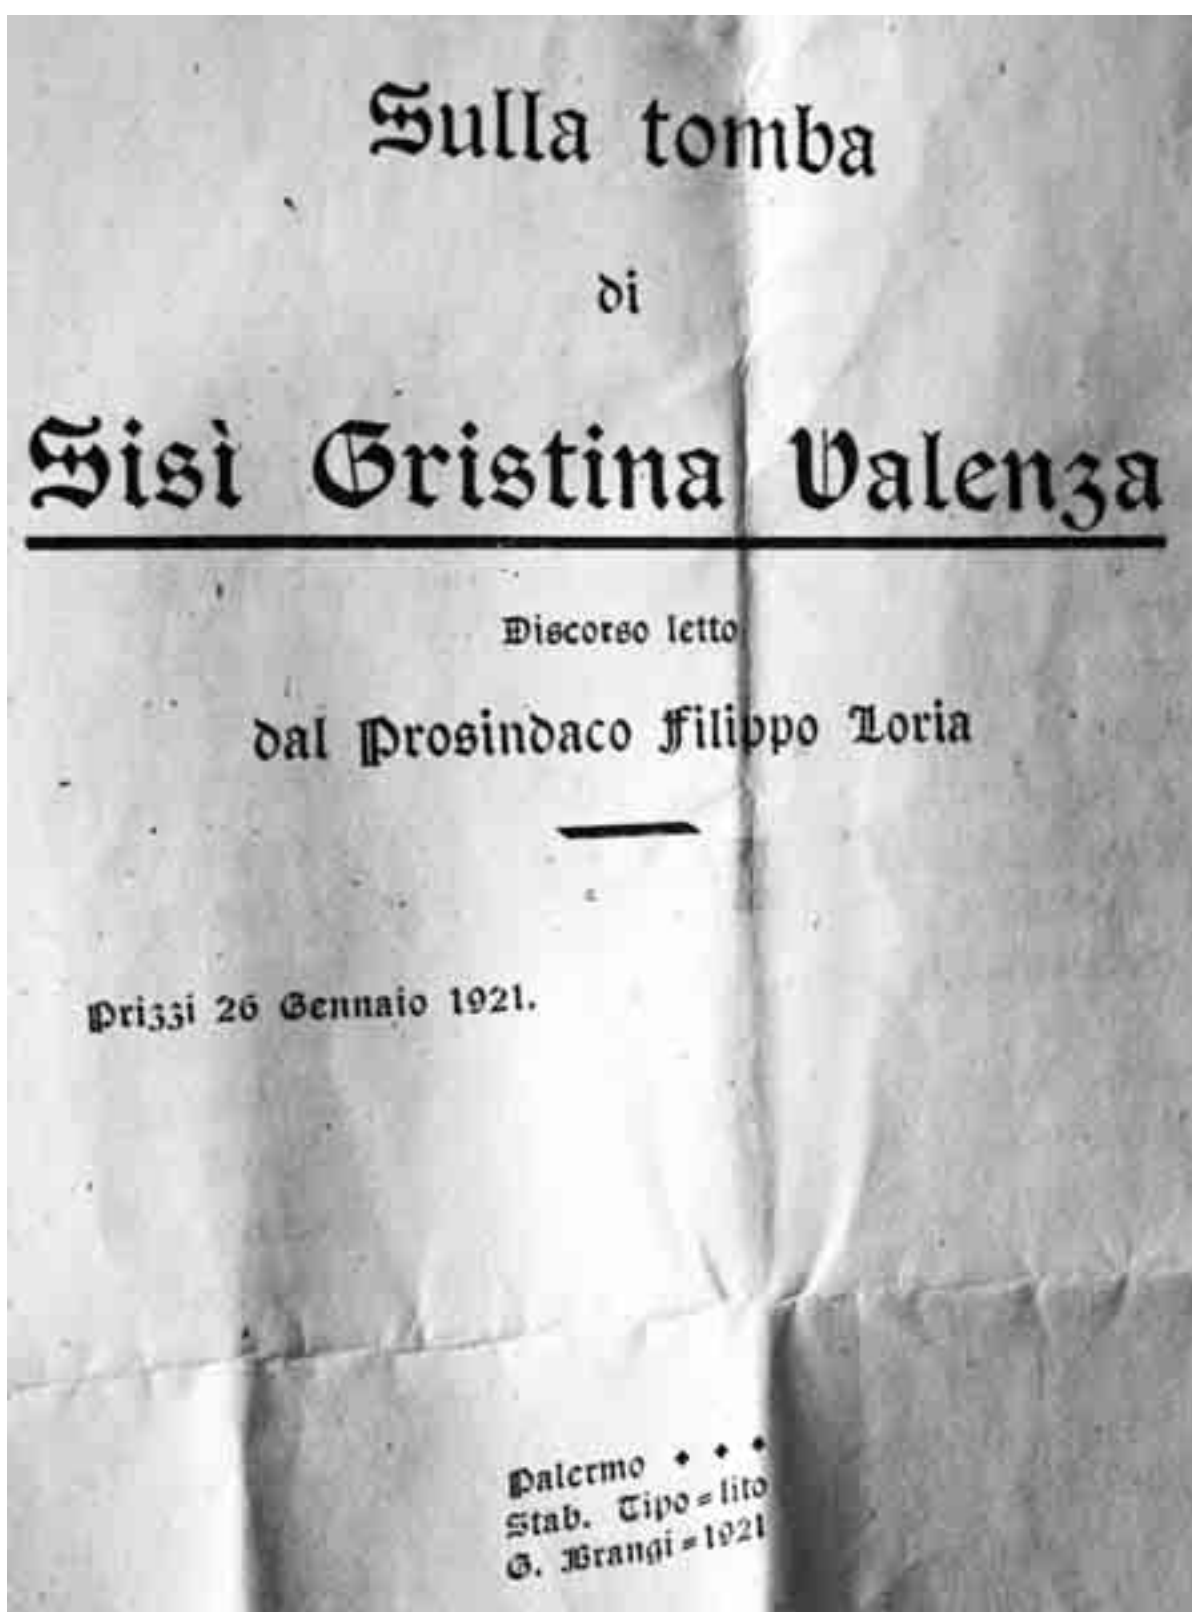 Sulla tomba
di
Sisì Gristina Valenza
Discorso letto
dal Prosindaco Filippo Loria
Prizzi 26 Gennaio 1921.
Palermo
Stab. Tipo=lito
G. Brangi=1921